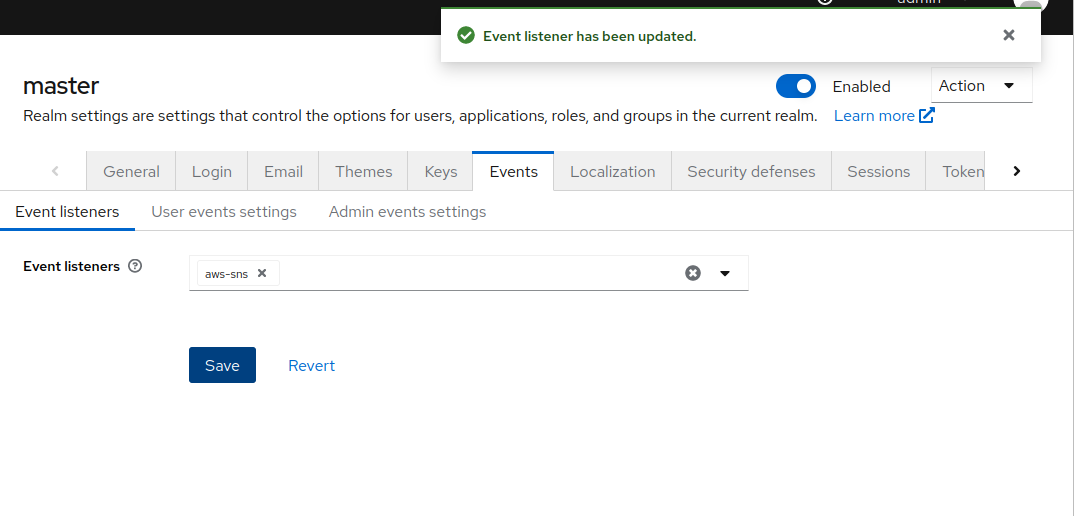 admin
Event listener has been updated.
master
Enabled
Action
Realm settings are settings that control the options for users, applications, roles, and groups in the current realm. Learn more
General Login Email Themes Keys Events Localization Security defenses Sessions Token
Event listeners User events settings Admin events settings
Event listeners
aws-sns
Save Revert